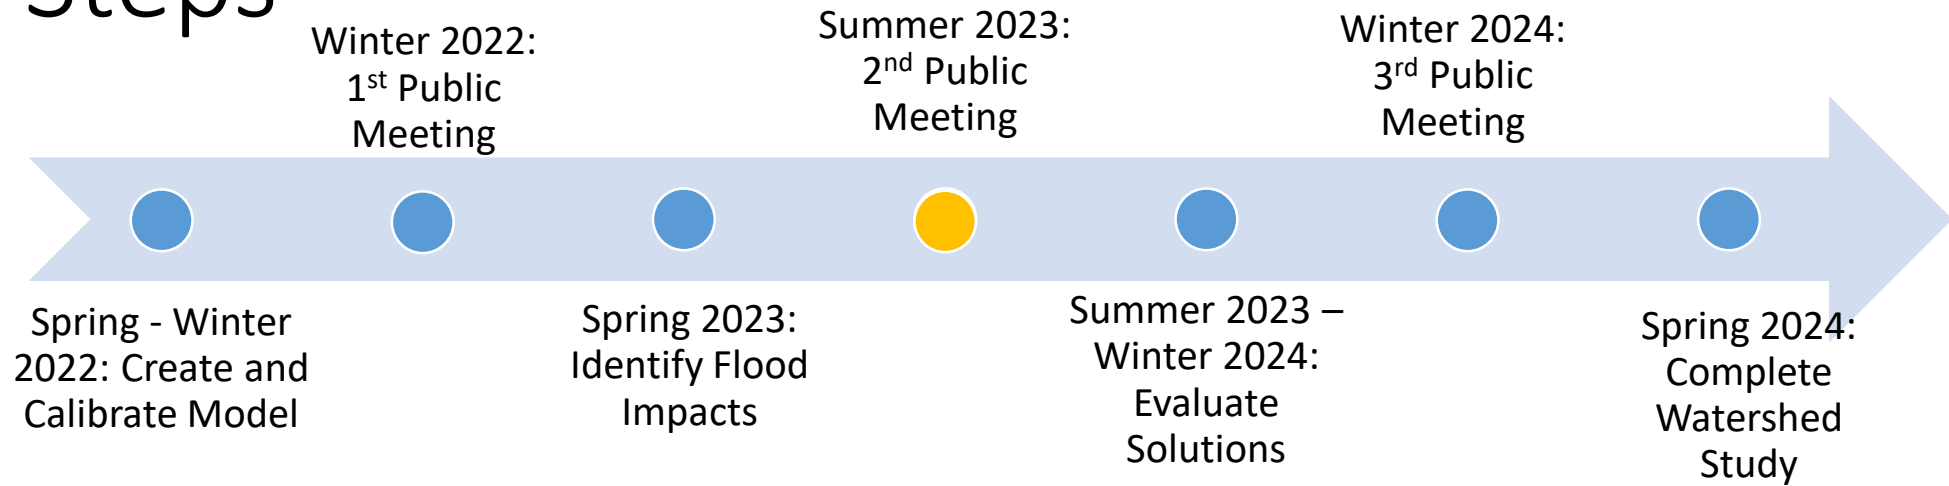 Steps
Winter 2022:
1st Public
Meeting
Summer 2023:
2nd Public
Meeting
Winter 2024:
3rd Public
Meeting
Spring - Winter
2022: Create and
Calibrate Model
Spring 2023:
Identify Flood
Impacts
Summer 2023 –
Winter 2024:
Evaluate
Solutions
Spring 2024:
Complete
Watershed
Study